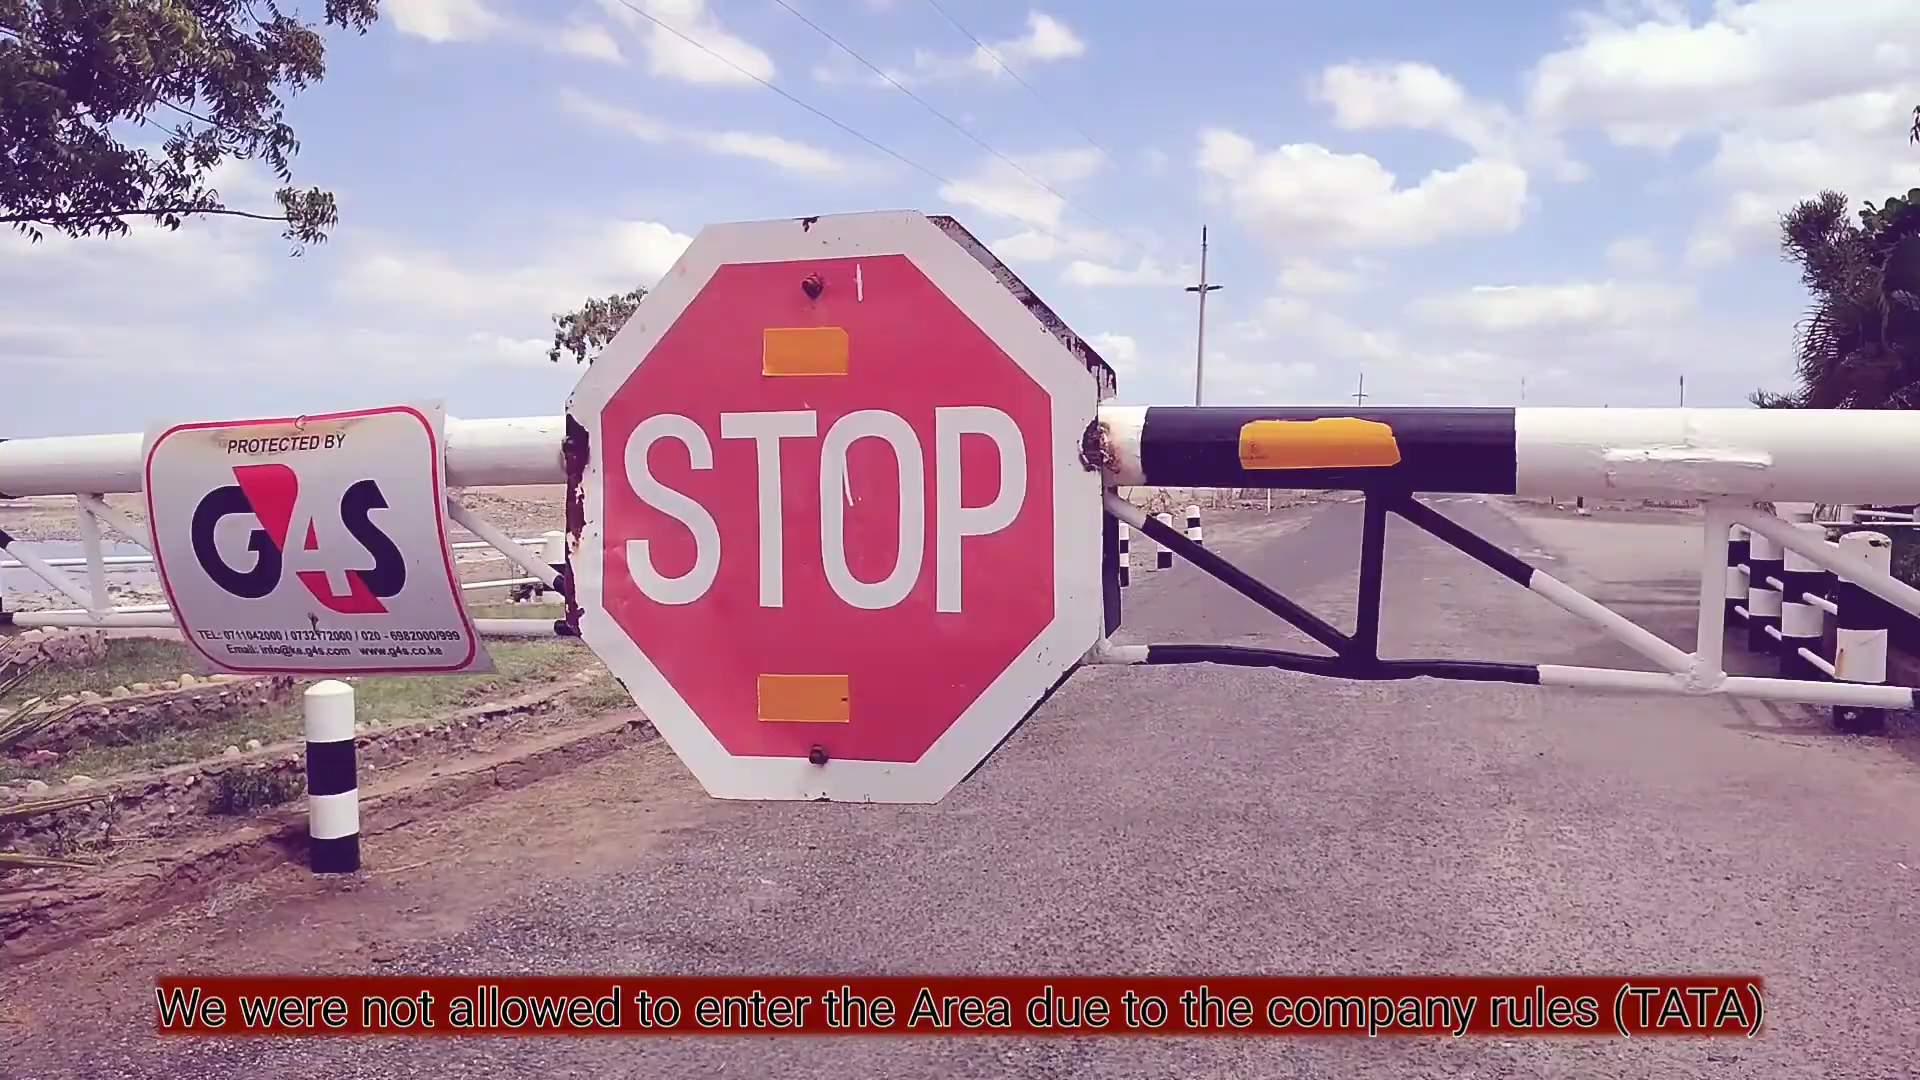 PROTECTED BY
G4S
TEL: 0711042000 / 0732172000 / 020 - 6982000/999
Email: info@ke.g4s.com www.g4s.co.ke
STOP
We were not allowed to enter the Area due to the company rules (TATA)